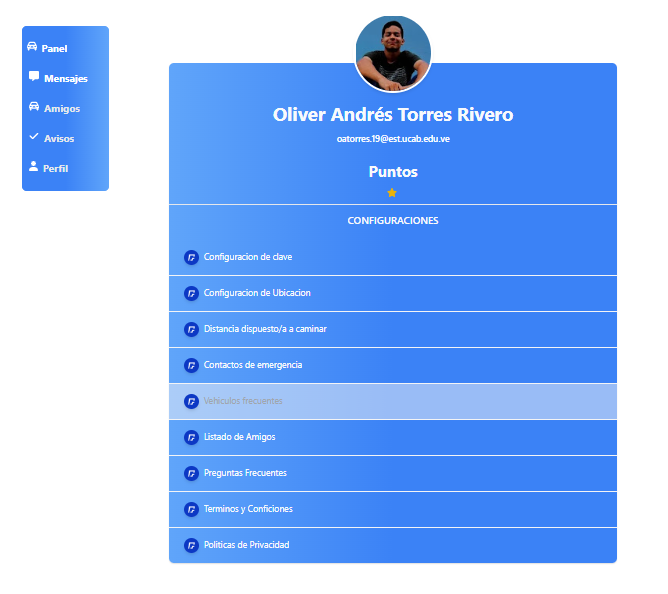 Panel
Mensajes
Amigos
Avisos
Perfil
Oliver Andrés Torres Rivero
oatorres.19@est.ucab.edu.ve
Puntos
CONFIGURACIONES
Configuracion de clave
Configuracion de Ubicacion
Distancia dispuesto/a a caminar
Contactos de emergencia
Vehiculos frecuentes
Listado de Amigos
Preguntas Frecuentes
Terminos y Conficiones
Politicas de Privacidad